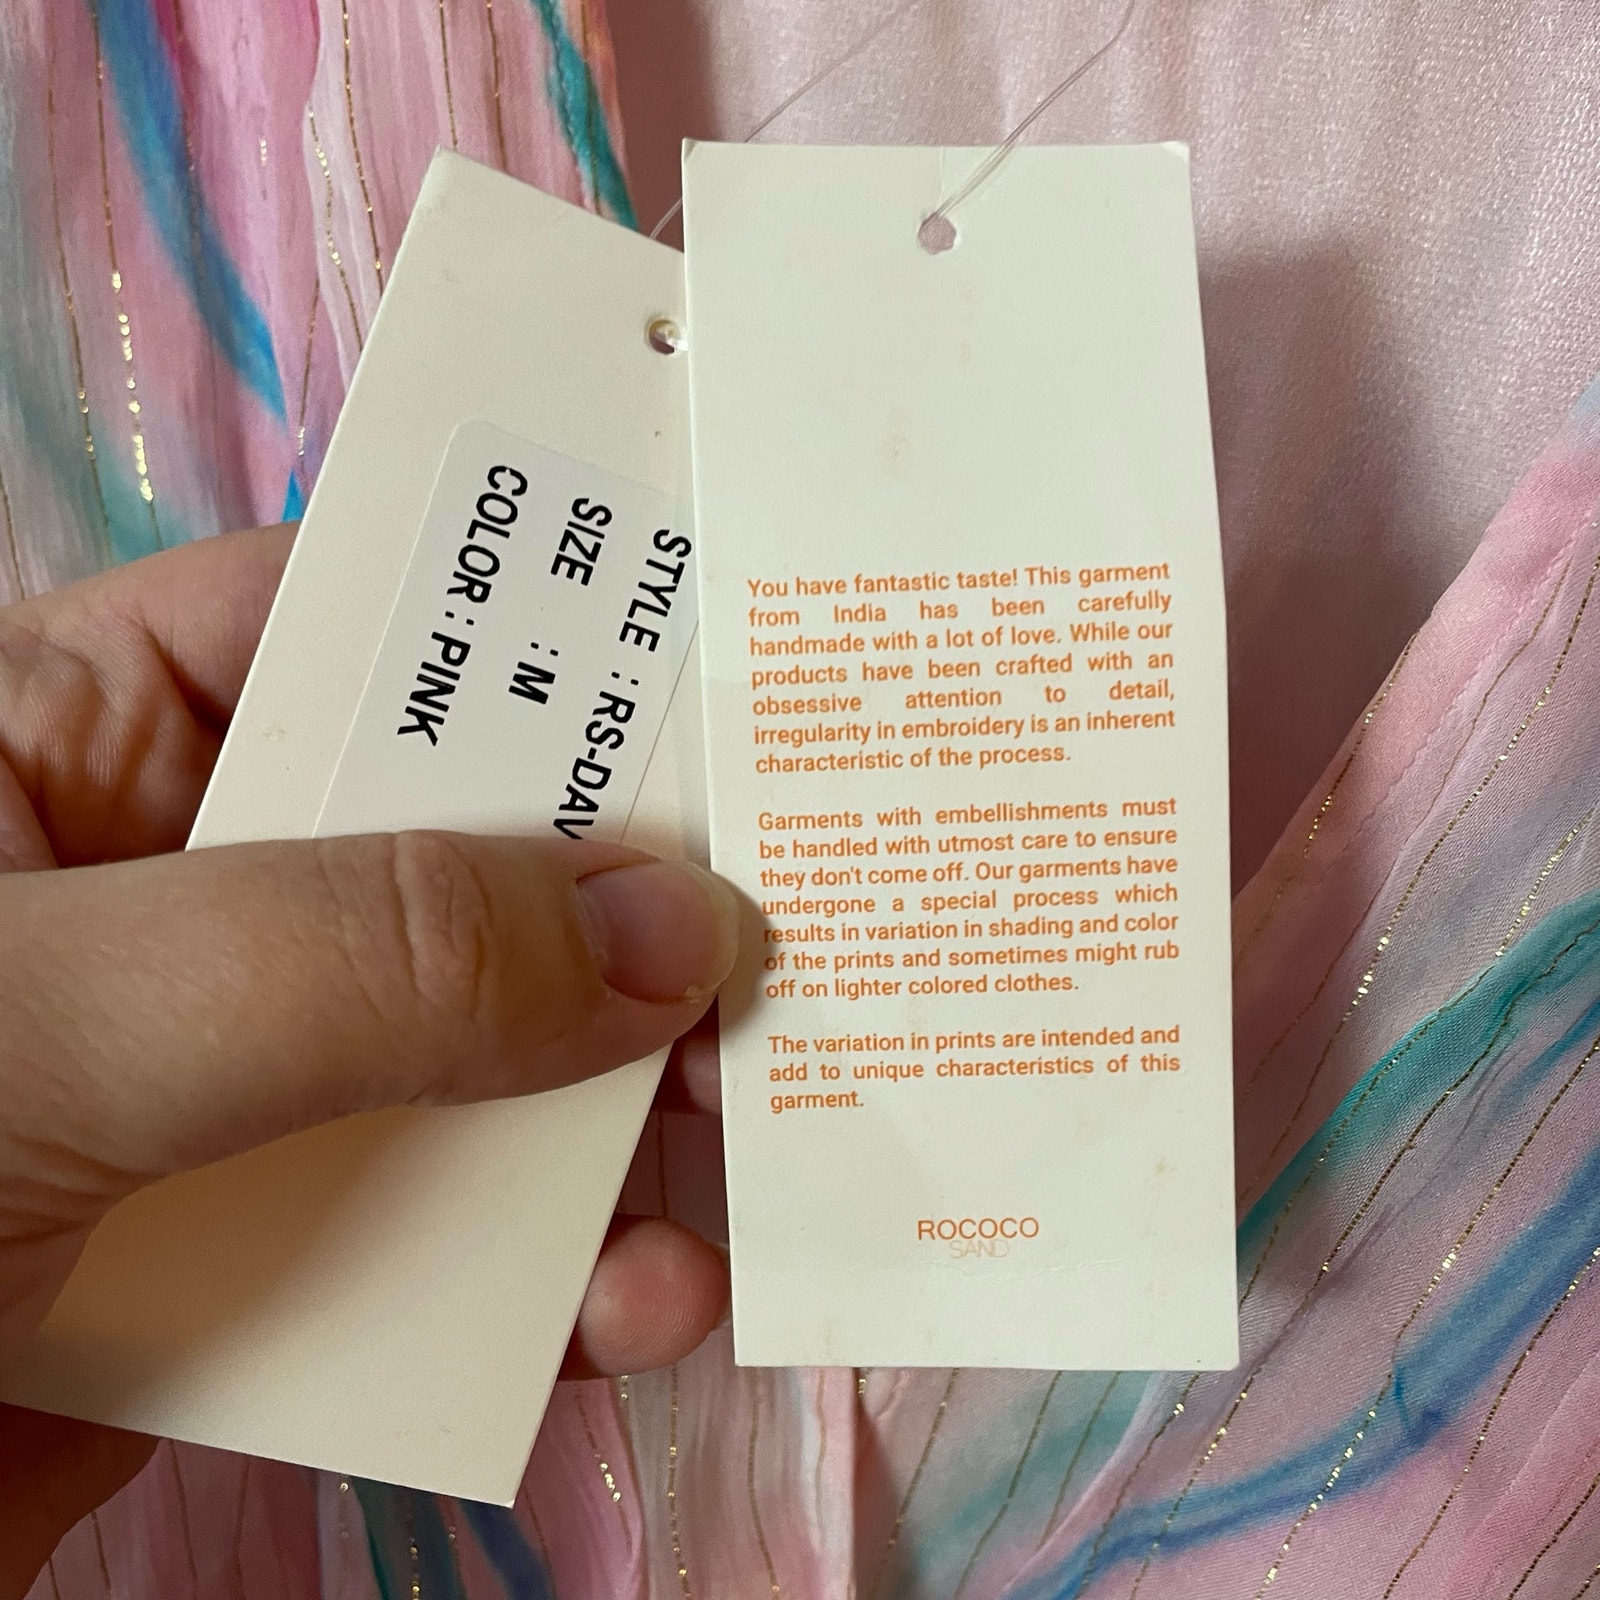 STYLE : RS-DAV
SIZE : M
COLOR : PINK
You have fantastic taste! This garment
from India has been carefully
handmade with a lot of love. While our
products have been crafted with an
obsessive attention to detail,
irregularity in embroidery is an inherent
characteristic of the process.
Garments with embellishments must
be handled with utmost care to ensure
they don't come off. Our garments have
undergone a special process which
results in variation in shading and color
of the prints and sometimes might rub
off on lighter colored clothes.
The variation in prints are intended and
add to unique characteristics of this
garment.
ROCOCO
SAND